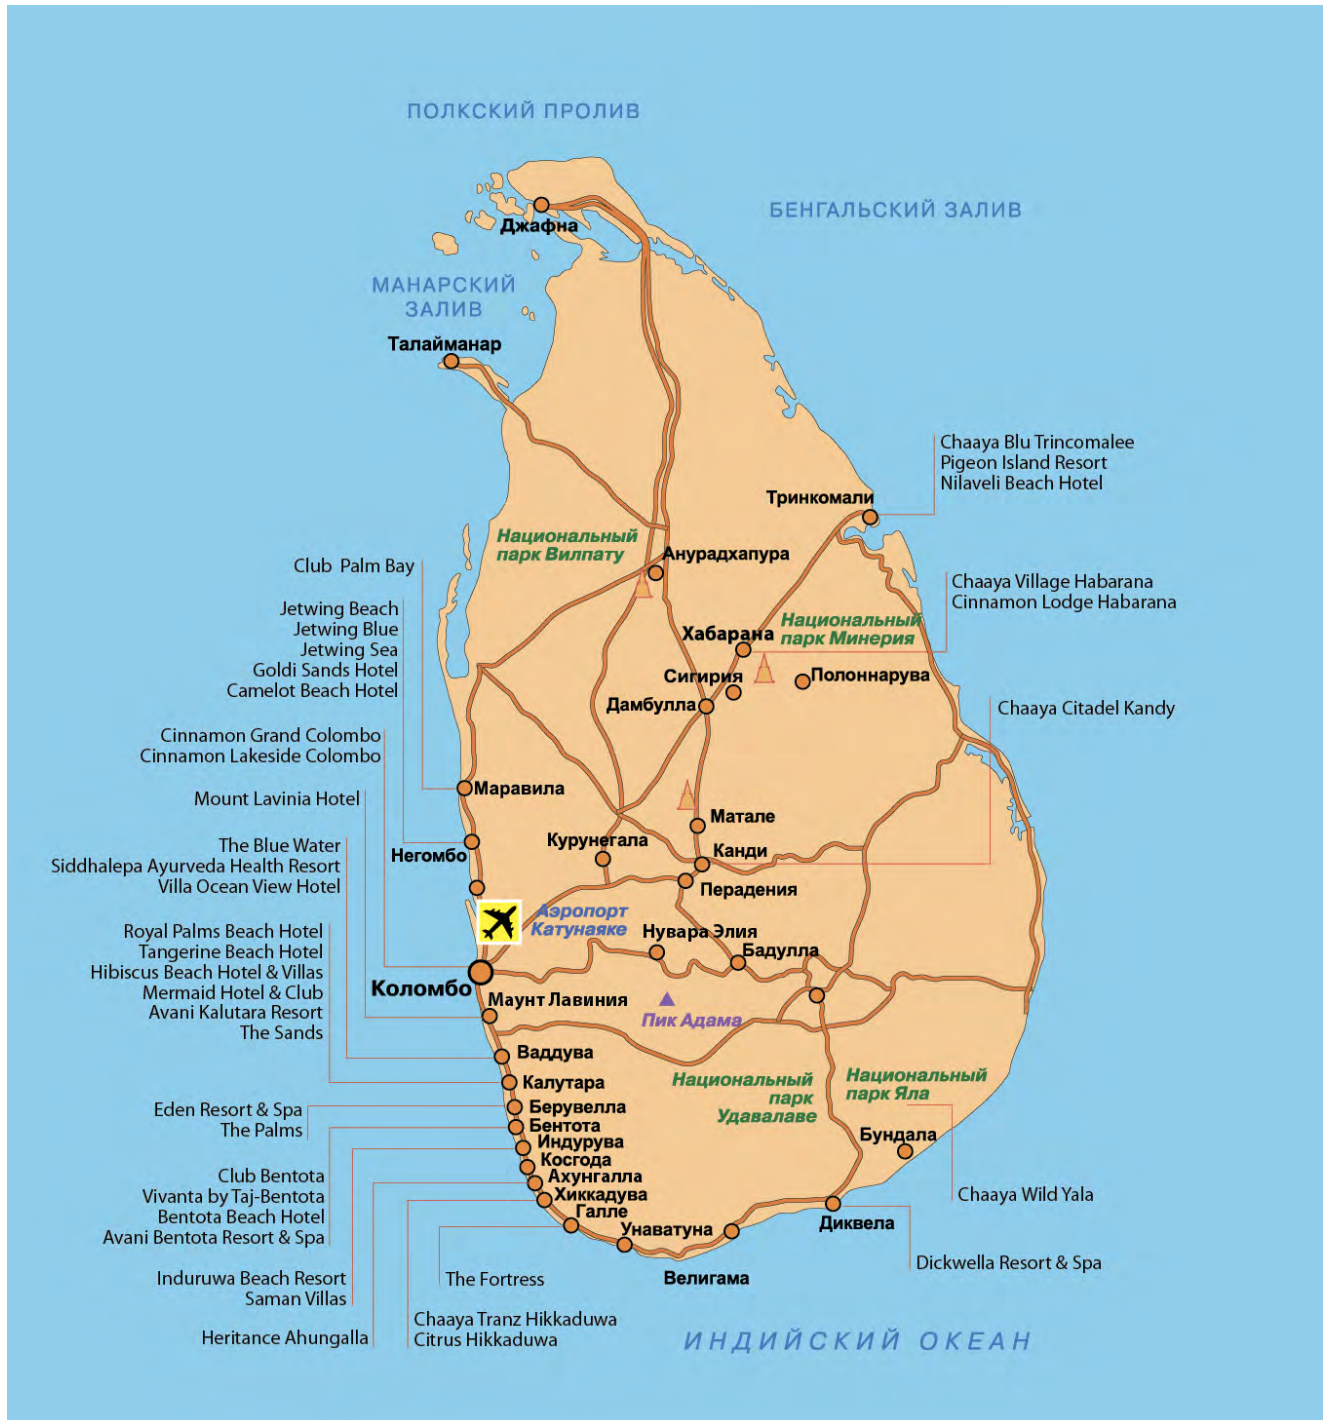 ПОЛКСКИЙ ПРОЛИВ
БЕНГАЛЬСКИЙ ЗАЛИВ
Джафна
МАНАРСКИЙ
ЗАЛИВ
Талайманар
Chaaya Blu Trincomalee
Pigeon Island Resort
Nilaveli Beach Hotel
Тринкомали
Национальный
парк Вилпату
Анурадхапура
Club Palm Bay
Chaaya Village Habarana
Cinnamon Lodge Habarana
Jetwing Beach
Jetwing Blue
Jetwing Sea
Goldi Sands Hotel
Camelot Beach Hotel
Национальный
парк Минерия
Хабарана
Сигирия
Полоннарува
Дамбулла
Chaaya Citadel Kandy
Cinnamon Grand Colombo
Cinnamon Lakeside Colombo
Маравила
Mount Lavinia Hotel
Матале
Курунегала
Негомбо
Канди
The Blue Water
Siddhalepa Ayurveda Health Resort
Villa Ocean View Hotel
Перадения
Аэропорт
Катунаяке
Нувара Элия
Бадулла
Royal Palms Beach Hotel
Tangerine Beach Hotel
Hibiscus Beach Hotel & Villas
Mermaid Hotel & Club
Avani Kalutara Resort
The Sands
Коломбо
Маунт Лавиния
Пик Адама
Ваддува
Калутара
Национальный
парк
Удавалаве
Национальный
парк Яла
Eden Resort & Spa
The Palms
Берувелла
Бентота
Индурува
Косгода
Ахунгалла
Хиккадува
Галле
Унаватуна
Бундала
Club Bentota
Vivanta by Taj-Bentota
Bentota Beach Hotel
Avani Bentota Resort & Spa
Chaaya Wild Yala
Диквела
Велигама
Dickwella Resort & Spa
Induruwa Beach Resort
Saman Villas
The Fortress
Heritance Ahungalla
Chaaya Tranz Hikkaduwa
Citrus Hikkaduwa
ИНДИЙСКИЙ ОКЕАН